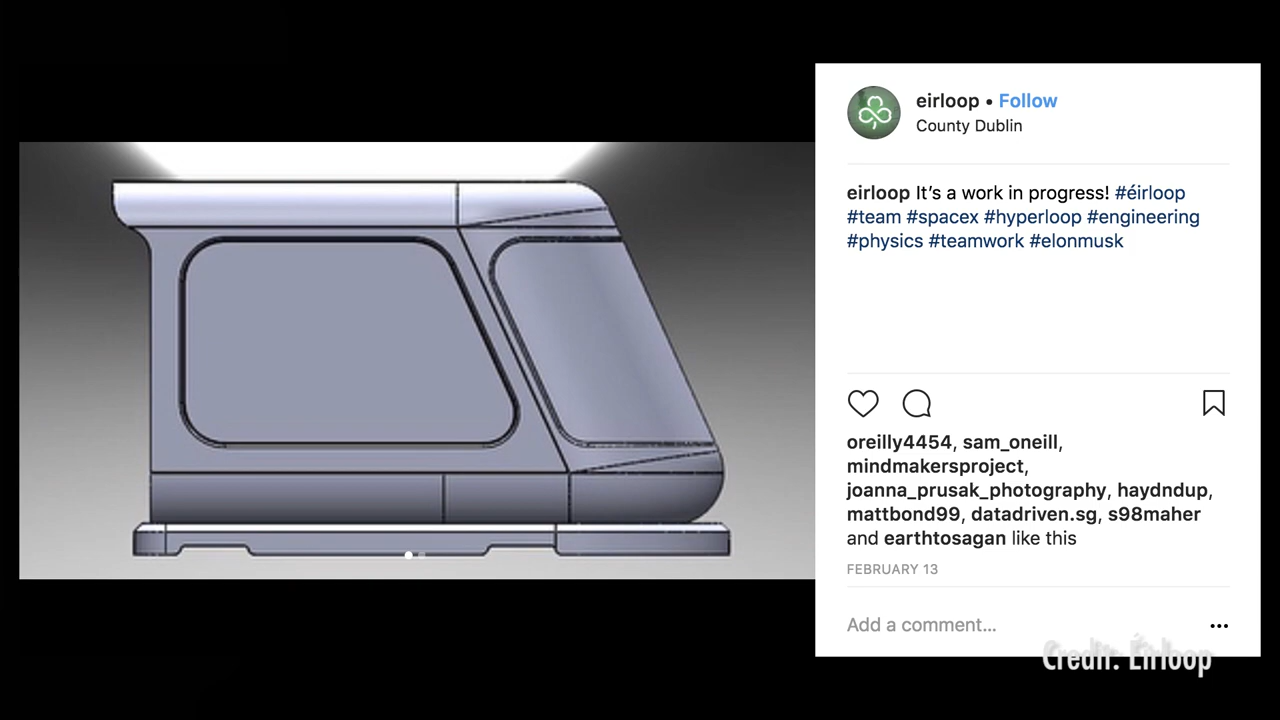 eirloop • Follow
County Dublin
eirloop It’s a work in progress! #éirloop
#team #spacex #hyperloop #engineering
#physics #teamwork #elonmusk
oreilly4454, sam_oneill,
mindmakersproject,
joanna_prusak_photography, haydndup,
mattbond99, datadriven.sg, s98maher
and earthtosagan like this
FEBRUARY 13
Add a comment...
Credit: Éirloop